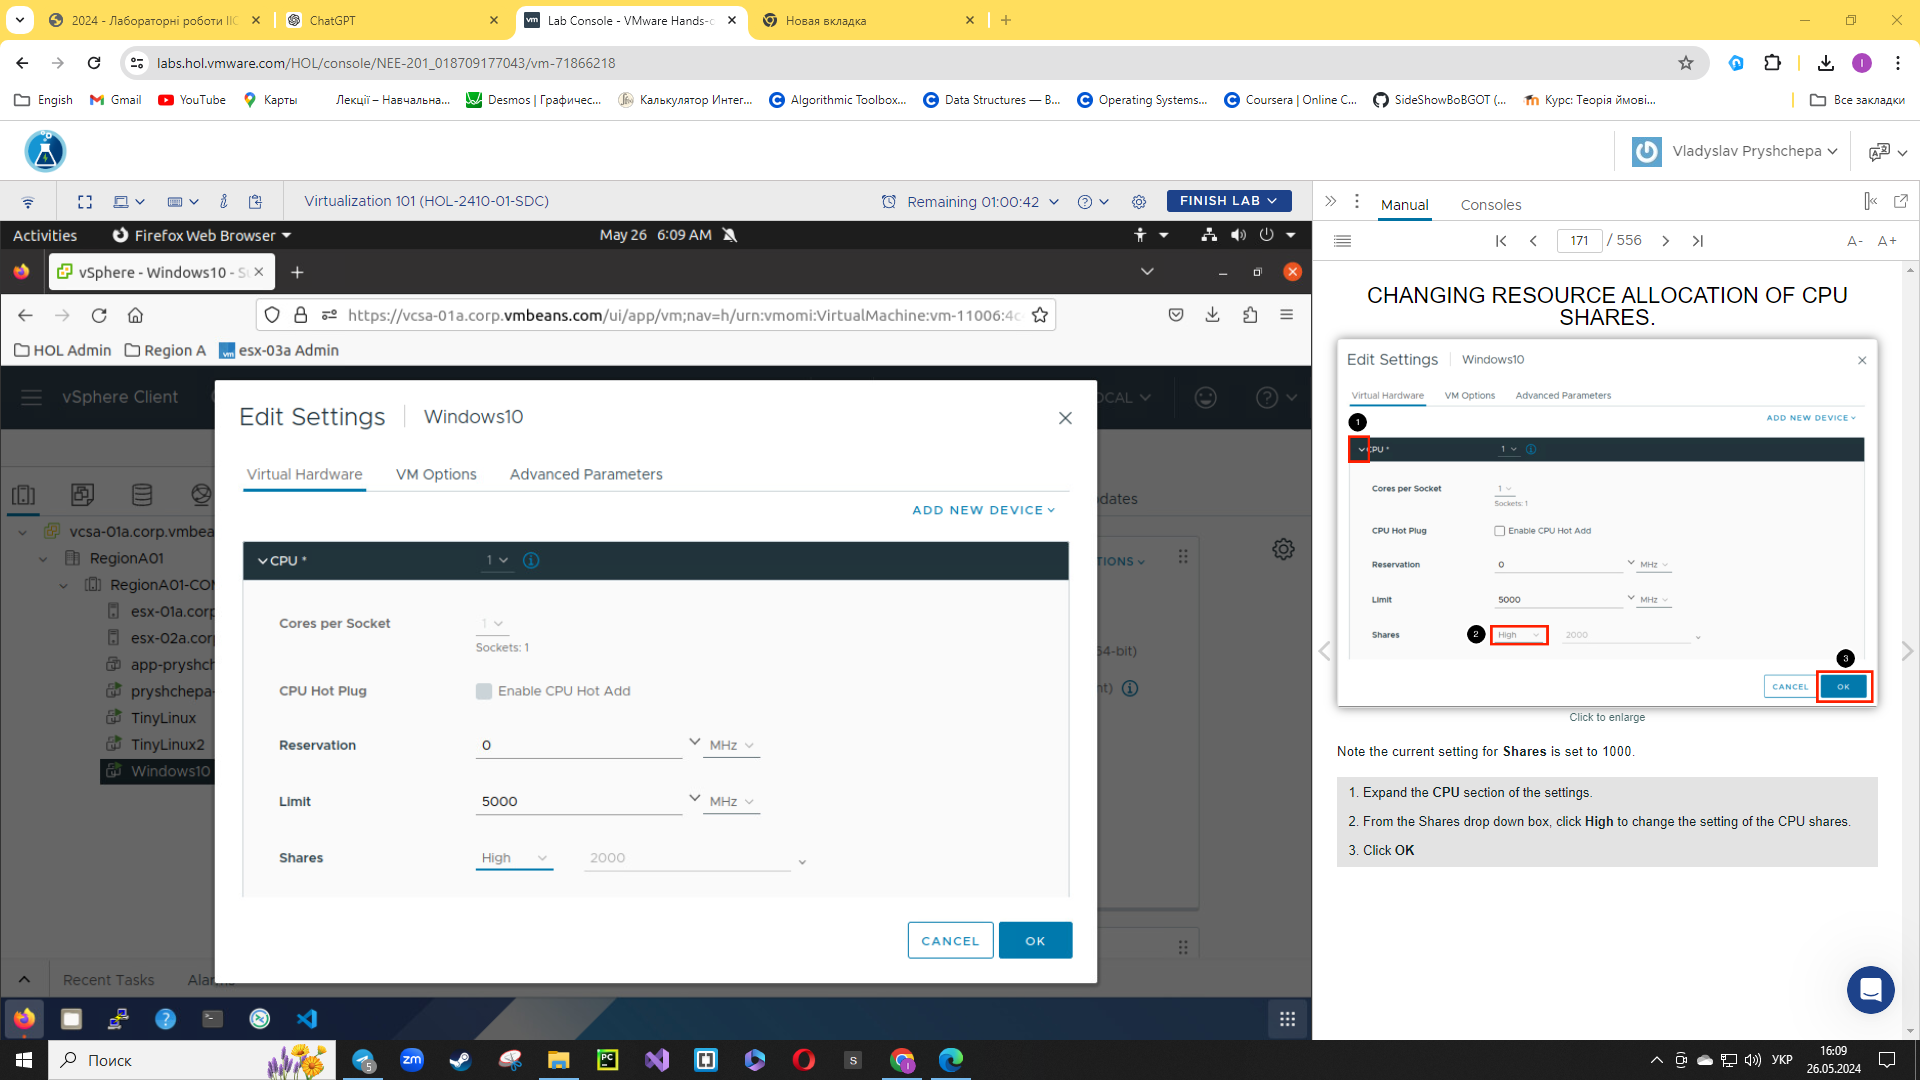 2024 - Лабораторні роботи ІІС
ChatGPT
Lab Console - VMware Hands-o
Новая вкладка
labs.hol.vmware.com/HOL/console/NEE-201_018709177043/vm-71866218
Engish
Gmail
YouTube
Карты
Лекції – Навчальна...
Desmos | Графичес...
Калькулятор Интег...
Algorithmic Toolbox...
Data Structures — B...
Operating Systems...
Coursera | Online C...
SideShowBoBGOT (...
Курс: Теорія ймові...
Все закладки
Vladyslav Pryshchepa
Virtualization 101 (HOL-2410-01-SDC)
Remaining 01:00:42
FINISH LAB
Manual
Consoles
Activities
Firefox Web Browser
May 26 6:09 AM
171 / 556
A- A+
vSphere - Windows10 - S
https://vcsa-01a.corp.vmbeans.com/ui/app/vm;nav=h/urn:vmomi:VirtualMachine:vm-11006:4c
HOL Admin
Region A
esx-03a Admin
vSphere Client
OCAL
Edit Settings
Windows10
Virtual Hardware
VM Options
Advanced Parameters
dates
ADD NEW DEVICE
vcsa-01a.corp.vmbea
RegionA01
RegionA01-CO
esx-01a.corp
esx-02a.corp
app-pryshch
pryshchepa-
TinyLinux
TinyLinux2
Windows10
CPU *
1
IONS
Cores per Socket
1
Sockets: 1
64-bit)
CPU Hot Plug
Enable CPU Hot Add
nt)
Reservation
0
MHz
Limit
5000
MHz
Shares
High
2000
CANCEL
OK
Recent Tasks
Alarms
CHANGING RESOURCE ALLOCATION OF CPU
SHARES.
Edit Settings
Windows10
Virtual Hardware
VM Options
Advanced Parameters
ADD NEW DEVICE
1
CPU *
1
Cores per Socket
1
Sockets: 1
CPU Hot Plug
Enable CPU Hot Add
Reservation
0
MHz
Limit
5000
MHz
Shares
2
High
2000
3
CANCEL
OK
Click to enlarge
Note the current setting for Shares is set to 1000.
1. Expand the CPU section of the settings.
2. From the Shares drop down box, click High to change the setting of the CPU shares.
3. Click OK
Поиск
УКР
16:09
26.05.2024